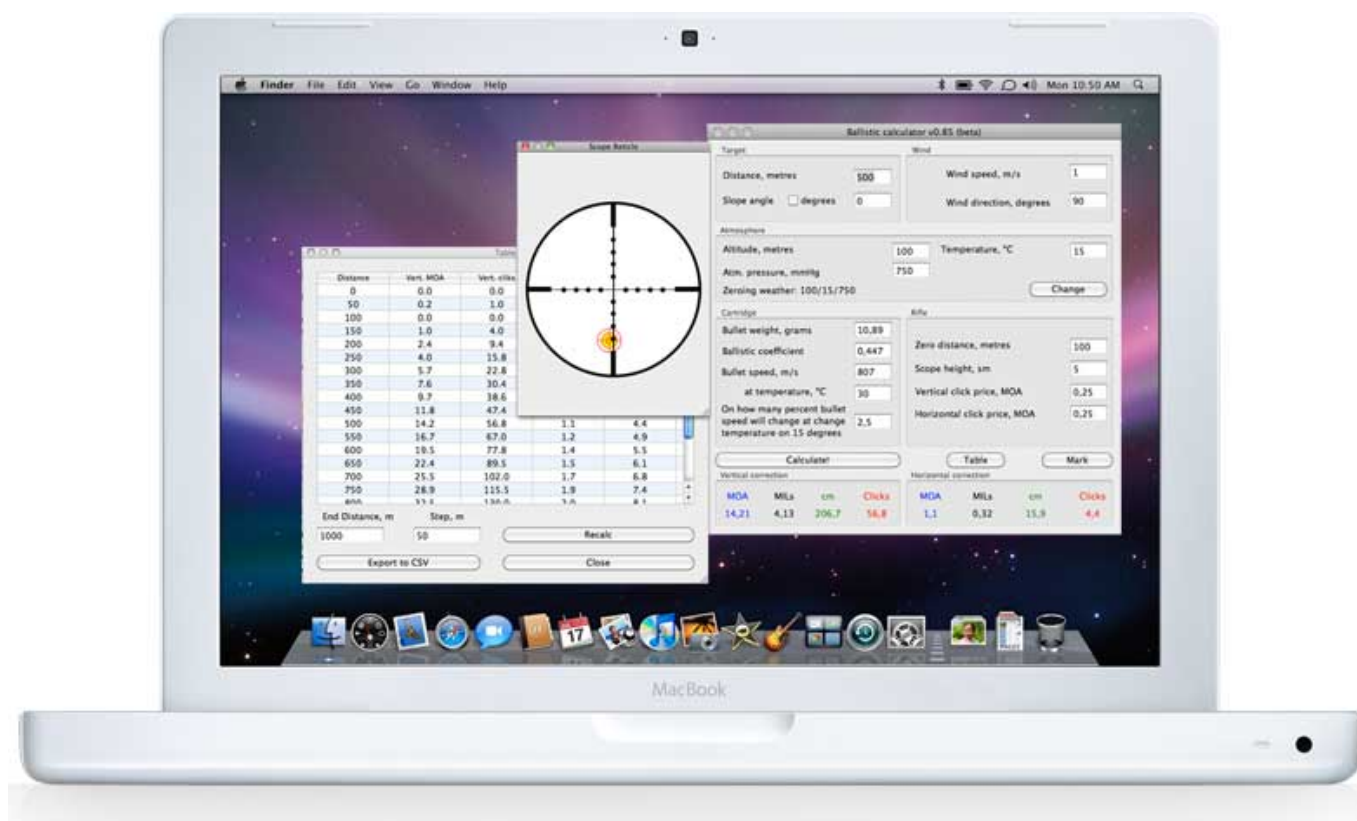 Finder File Edit View Go Window Help Mon 10:50 AM
Scope Reticle
Ballistic calculator v0.85 (beta)
Target
Distance, metres 500
Slope angle degrees 0
Wind
Wind speed, m/s 1
Wind direction, degrees 90
Atmosphere
Altitude, metres 100 Temperature, °C 15
Atm. pressure, mmHg 750
Zeroing weather: 100/15/750 Change
Cartridge
Bullet weight, grams 10,89
Ballistic coefficient 0,447
Bullet speed, m/s 807
at temperature, °C 30
On how many percent bullet
speed will change at change 2,5
temperature on 15 degrees
Rifle
Zero distance, metres 100
Scope height, sm 5
Vertical click price, MOA 0,25
Horizontal click price, MOA 0,25
Calculate! Table Mark
Vertical correction
MOA MILs cm Clicks
14,21 4,13 206,7 56,8
Horizontal correction
MOA MILs cm Clicks
1,1 0,32 15,9 4,4
Table
Distance Vert. MOA Vert. cliks
0 0.0 0.0
50 0.2 1.0
100 0.0 0.0
150 1.0 4.0
200 2.4 9.4
250 4.0 15.8
300 5.7 22.8
350 7.6 30.4
400 9.7 38.6
450 11.8 47.4
500 14.2 56.8 1.1 4.4
550 16.7 67.0 1.2 4.9
600 19.5 77.8 1.4 5.5
650 22.4 89.5 1.5 6.1
700 25.5 102.0 1.7 6.8
750 28.9 115.5 1.9 7.4
End Distance, m Step, m
1000 50 Recalc
Export to CSV Close
17
MacBook